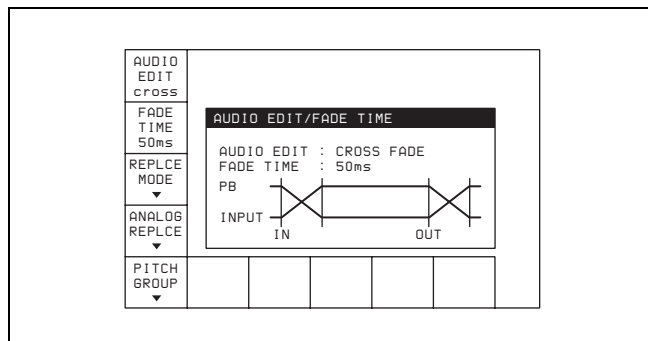 AUDIO
EDIT
cross
FADE
TIME
50ms
REPLCE
MODE
▼
ANALOG
REPLCE
▼
PITCH
GROUP
▼
AUDIO EDIT/FADE TIME
AUDIO EDIT : CROSS FADE
FADE TIME : 50ms
PB
INPUT
IN OUT